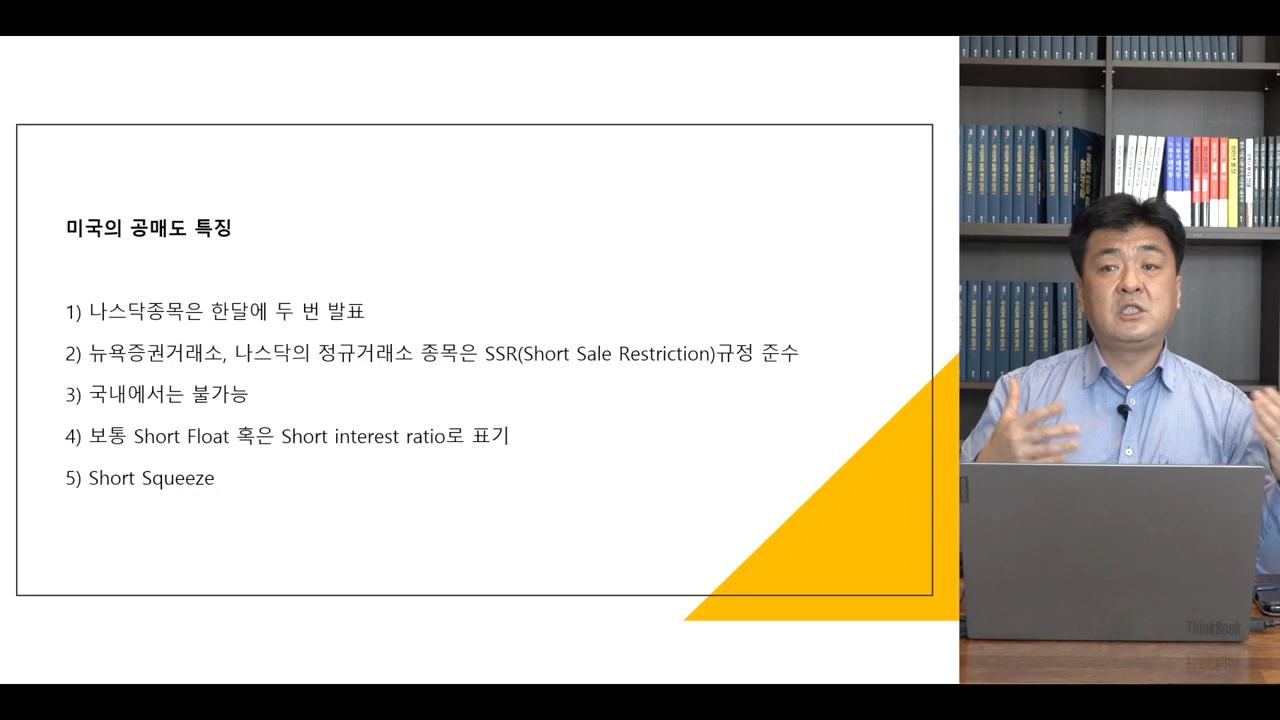 미국의 공매도 특징
1) 나스닥종목은 한달에 두 번 발표
2) 뉴욕증권거래소, 나스닥의 정규거래소 종목은 SSR(Short Sale Restriction)규정 준수
3) 국내에서는 불가능
4) 보통 Short Float 혹은 Short interest ratio로 표기
5) Short Squeeze
ThinkBook